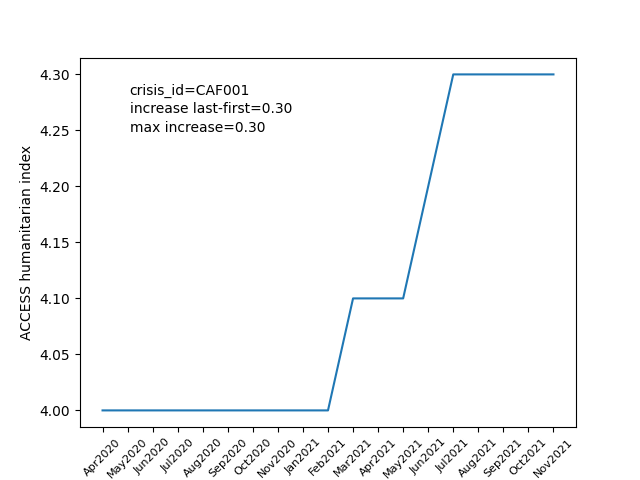 crisis_id=CAF001
increase last-first=0.30
max increase=0.30
ACCESS humanitarian index
4.30
4.25
4.20
4.15
4.10
4.05
4.00
Apr2020
May2020
Jun2020
Jul2020
Aug2020
Sep2020
Oct2020
Nov2020
Jan2021
Feb2021
Mar2021
Apr2021
May2021
Jun2021
Jul2021
Aug2021
Sep2021
Oct2021
Nov2021